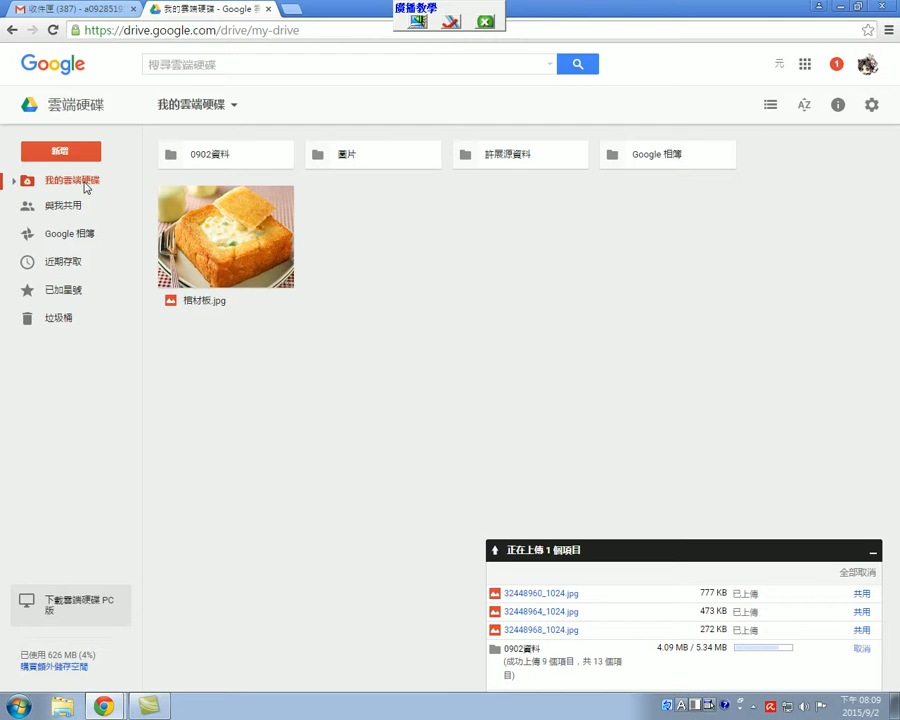 廣播教學
收件匣 (387) - a0928519
我的雲端硬碟 - Google 雲
https://drive.google.com/drive/my-drive
Google
搜尋雲端硬碟
元
1
雲端硬碟
我的雲端硬碟
新增
我的雲端硬碟
與我共用
Google 相簿
近期存取
已加星號
垃圾桶
0902資料
圖片
許展源資料
Google 相簿
棺材板.jpg
下載雲端硬碟 PC
版
已使用 626 MB (4%)
購買額外儲存空間
正在上傳 1 個項目
全部取消
32448960_1024.jpg 777 KB 已上傳 共用
32448964_1024.jpg 473 KB 已上傳 共用
32448968_1024.jpg 272 KB 已上傳 共用
0902資料 4.09 MB / 5.34 MB 取消
(成功上傳 9 個項目，共 13 個項
目)
下午 08:09
2015/9/2